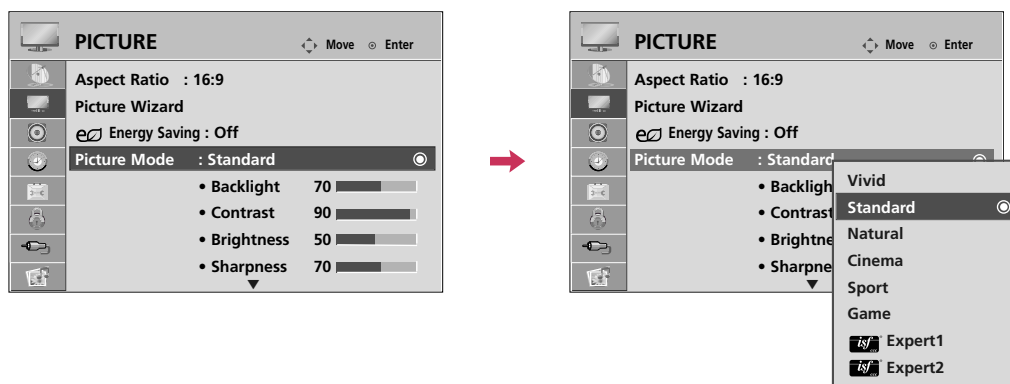 PICTURE
Move Enter
Aspect Ratio : 16:9
Picture Wizard
Energy Saving : Off
Picture Mode : Standard
• Backlight 70
• Contrast 90
• Brightness 50
• Sharpness 70
PICTURE
Move Enter
Aspect Ratio : 16:9
Picture Wizard
Energy Saving : Off
Picture Mode : Standard
• Backligh
• Contrast
• Brightne
• Sharpne
Vivid
Standard
Natural
Cinema
Sport
Game
isf Expert1
isf Expert2